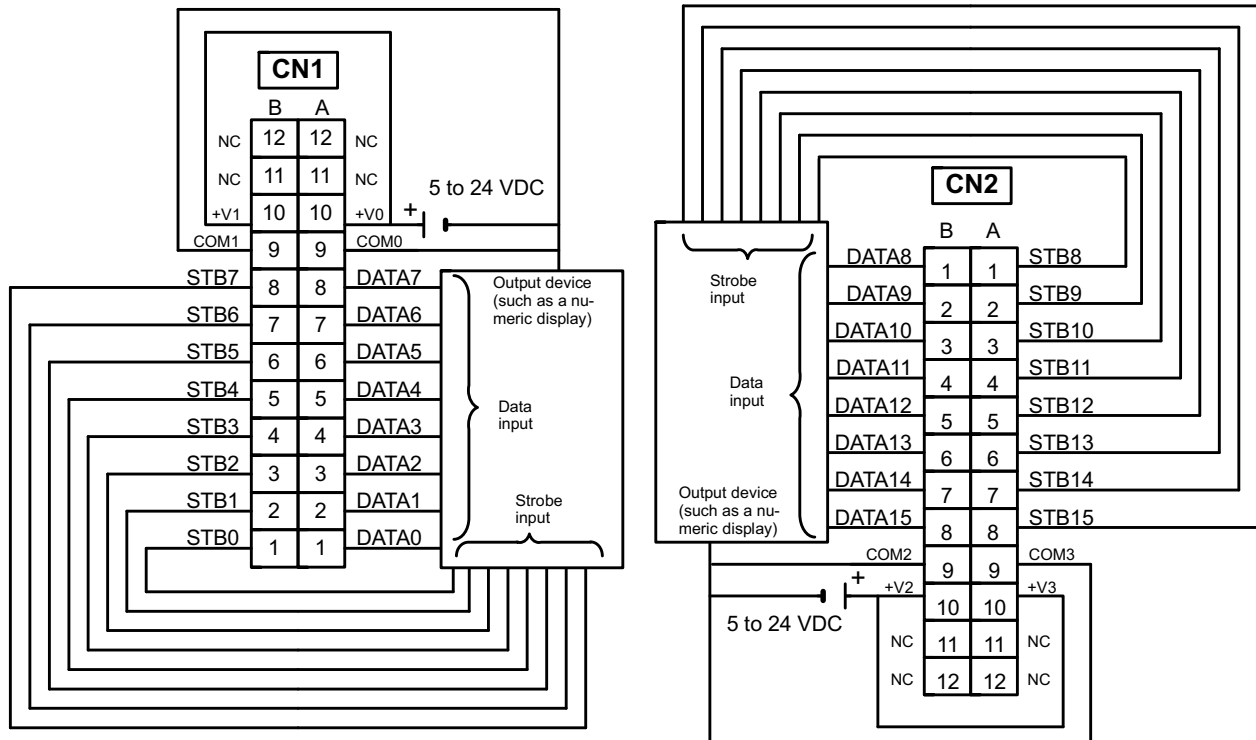 CN1
B A
NC 12 12 NC
NC 11 11 NC
5 to 24 VDC
+V1 10 10 +V0 +
COM1 9 9 COM0
STB7 8 8 DATA7
STB6 7 7 DATA6
STB5 6 6 DATA5
STB4 5 5 DATA4
STB3 4 4 DATA3
STB2 3 3 DATA2
STB1 2 2 DATA1
STB0 1 1 DATA0
Output device
(such as a nu-
meric display)
Data
input
Strobe
input
CN2
B A
Strobe
input
DATA8 1 1 STB8
DATA9 2 2 STB9
DATA10 3 3 STB10
DATA11 4 4 STB11
DATA12 5 5 STB12
DATA13 6 6 STB13
DATA14 7 7 STB14
DATA15 8 8 STB15
Data
input
Output device
(such as a nu-
meric display)
COM2 9 9 COM3
+ +V2 10 10 +V3
5 to 24 VDC
NC 11 11 NC
NC 12 12 NC